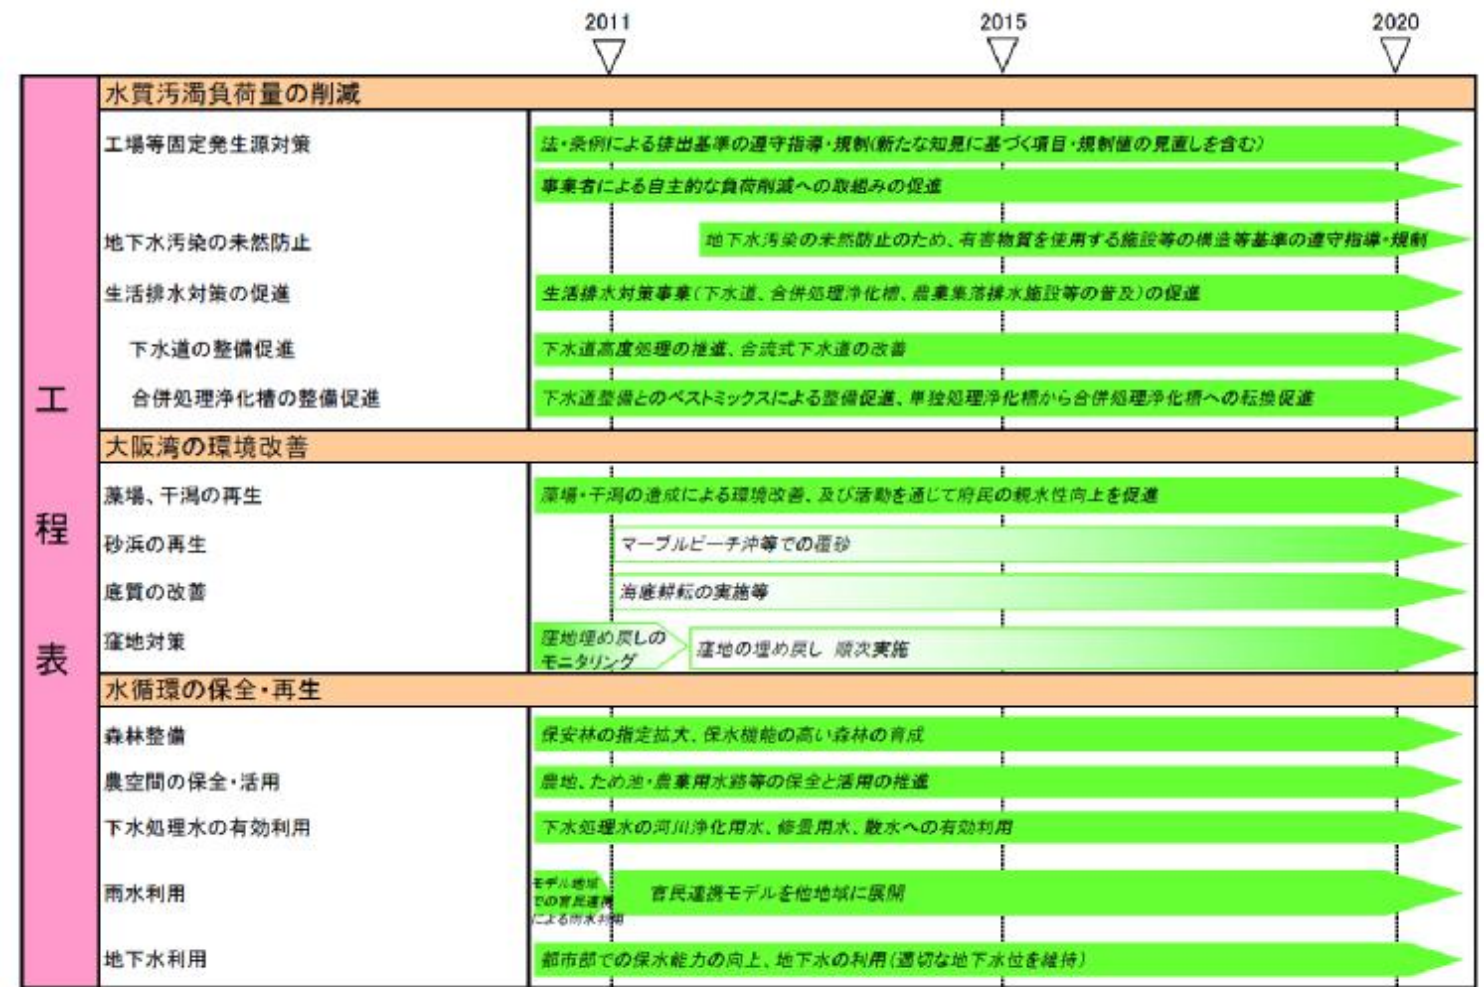 2011
2015
2020
工程表
水質汚濁負荷量の削減
工場等固定発生源対策
法・条例による排出基準の遵守指導・規制(新たな知見に基づく項目・規制値の見直しを含む)
事業者による自主的な負荷削減への取組みの促進
地下水汚染の未然防止
地下水汚染の未然防止のため、有害物質を使用する施設等の構造等基準の遵守指導・規制
生活排水対策の促進
生活排水対策事業(下水道、合併処理浄化槽、農業集落排水施設等の普及)の促進
下水道の整備促進
下水道高度処理の推進、合流式下水道の改善
合併処理浄化槽の整備促進
下水道整備とのベストミックスによる整備促進、単独処理浄化槽から合併処理浄化槽への転換促進
大阪湾の環境改善
藻場、干潟の再生
藻場・干潟の造成による環境改善、及び活動を通じて府民の親水性向上を促進
砂浜の再生
マーブルビーチ沖等での覆砂
底質の改善
海底耕耘の実施等
窪地対策
窪地埋め戻しの
モニタリング
窪地の埋め戻し 順次実施
水循環の保全・再生
森林整備
保安林の指定拡大、保水機能の高い森林の育成
農空間の保全・活用
農地、ため池・農業用水路等の保全と活用の推進
下水処理水の有効利用
下水処理水の河川浄化用水、修景用水、散水への有効利用
雨水利用
モデル地域
での官民連携
による雨水利用
官民連携モデルを他地域に展開
地下水利用
都市部での保水能力の向上、地下水の利用(適切な地下水位を維持)